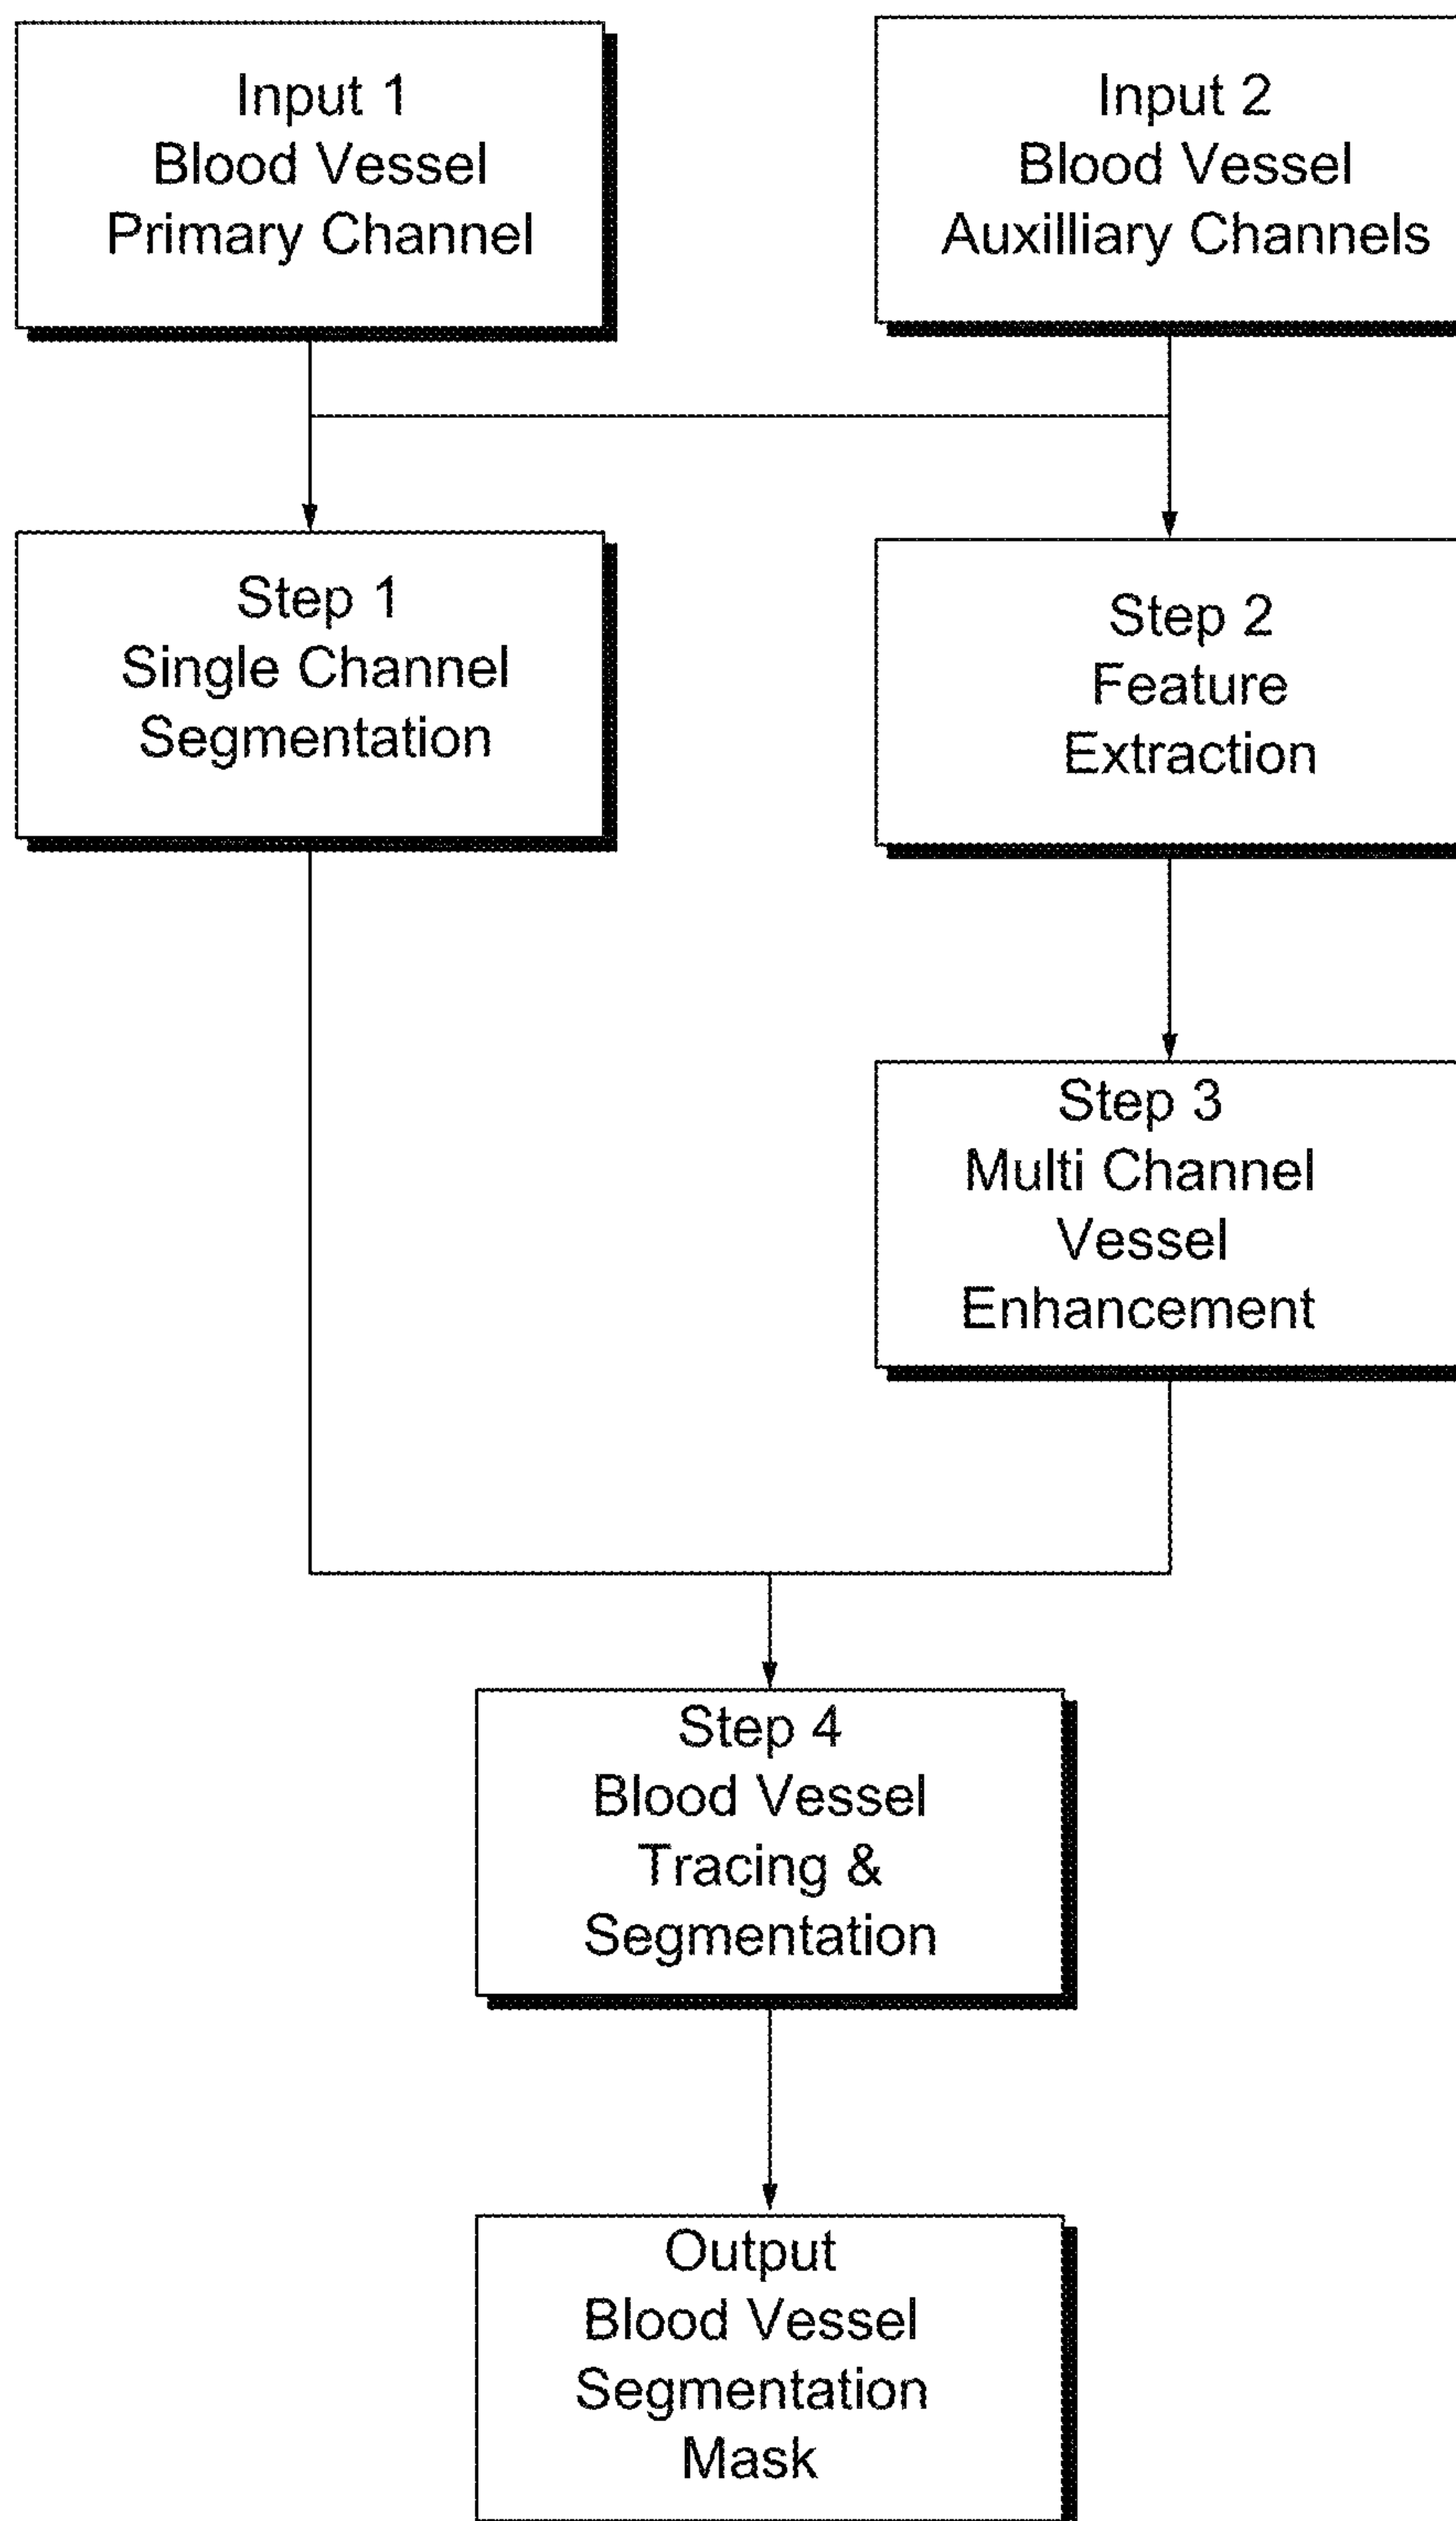 Input 1
Blood Vessel
Primary Channel
Input 2
Blood Vessel
Auxilliary Channels
Step 1
Single Channel
Segmentation
Step 2
Feature
Extraction
Step 3
Multi Channel
Vessel
Enhancement
Step 4
Blood Vessel
Tracing &
Segmentation
Output
Blood Vessel
Segmentation
Mask